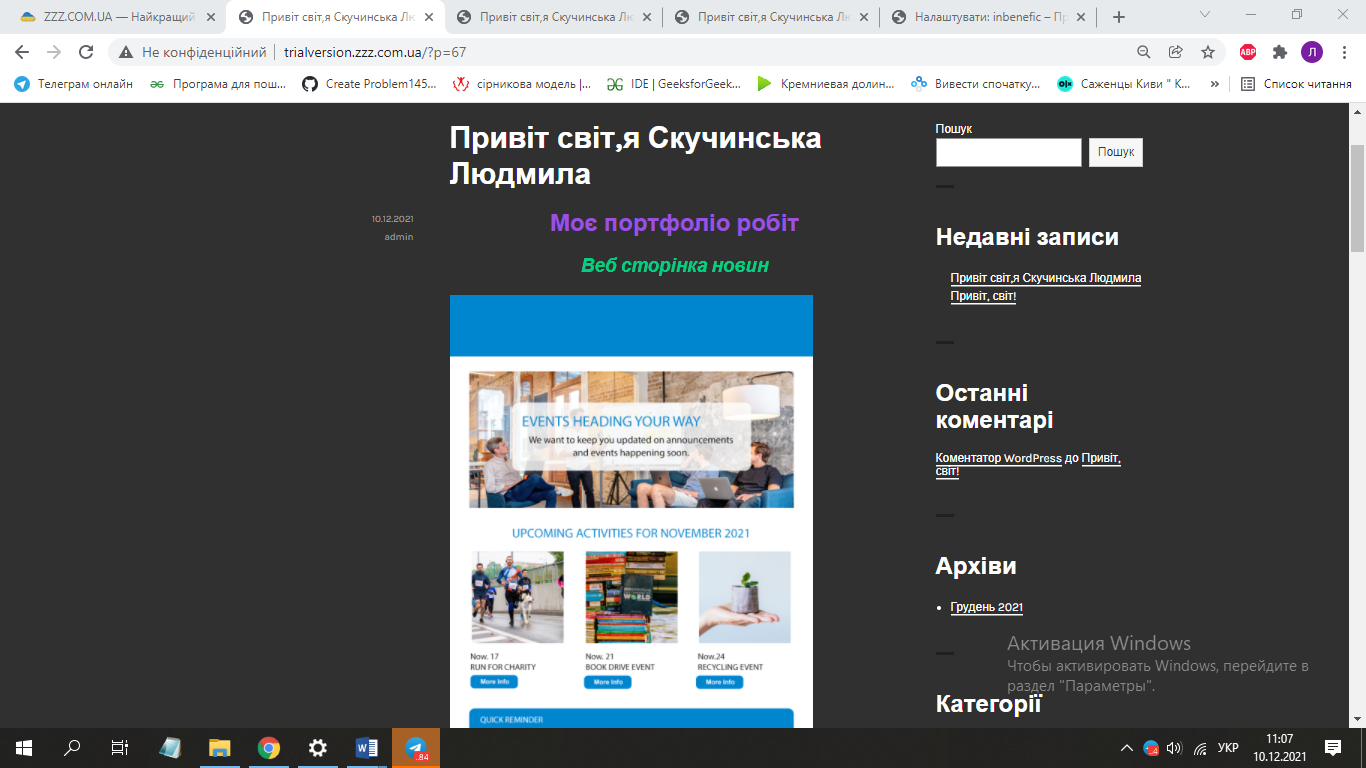 ZZZ.COM.UA — Найкращий
Привіт світ,я Скучинська Лю
Привіт світ,я Скучинська Лю
Привіт світ,я Скучинська Лю
Налаштувати: inbenefic – Пр
Не конфіденційний
trialversion.zzz.com.ua/?p=67
ABP
Л
Телеграм онлайн
Програма для пош...
Create Problem145...
сірникова модель |...
IDE | GeeksforGeek...
Кремниевая долин...
Вивести спочатку...
Саженцы Киви " К...
»
Список читання
Привіт світ,я Скучинська
Людмила
10.12.2021
admin
Моє портфоліо робіт
Веб сторінка новин
EVENTS HEADING YOUR WAY
We want to keep you updated on announcements
and events happening soon.
UPCOMING ACTIVITIES FOR NOVEMBER 2021
WORLD
Now. 17
RUN FOR CHARITY
More Info
Now. 21
BOOK DRIVE EVENT
More Info
Now.24
RECYCLING EVENT
More Info
QUICK REMINDER
Пошук
Пошук
Недавні записи
Привіт світ,я Скучинська Людмила
Привіт, світ!
Останні
коментарі
Коментатор WordPress до Привіт,
світ!
Архіви
Грудень 2021
Активация Windows
Чтобы активировать Windows, перейдите в
раздел "Параметры".
Категорії
84
УКР
11:07
10.12.2021